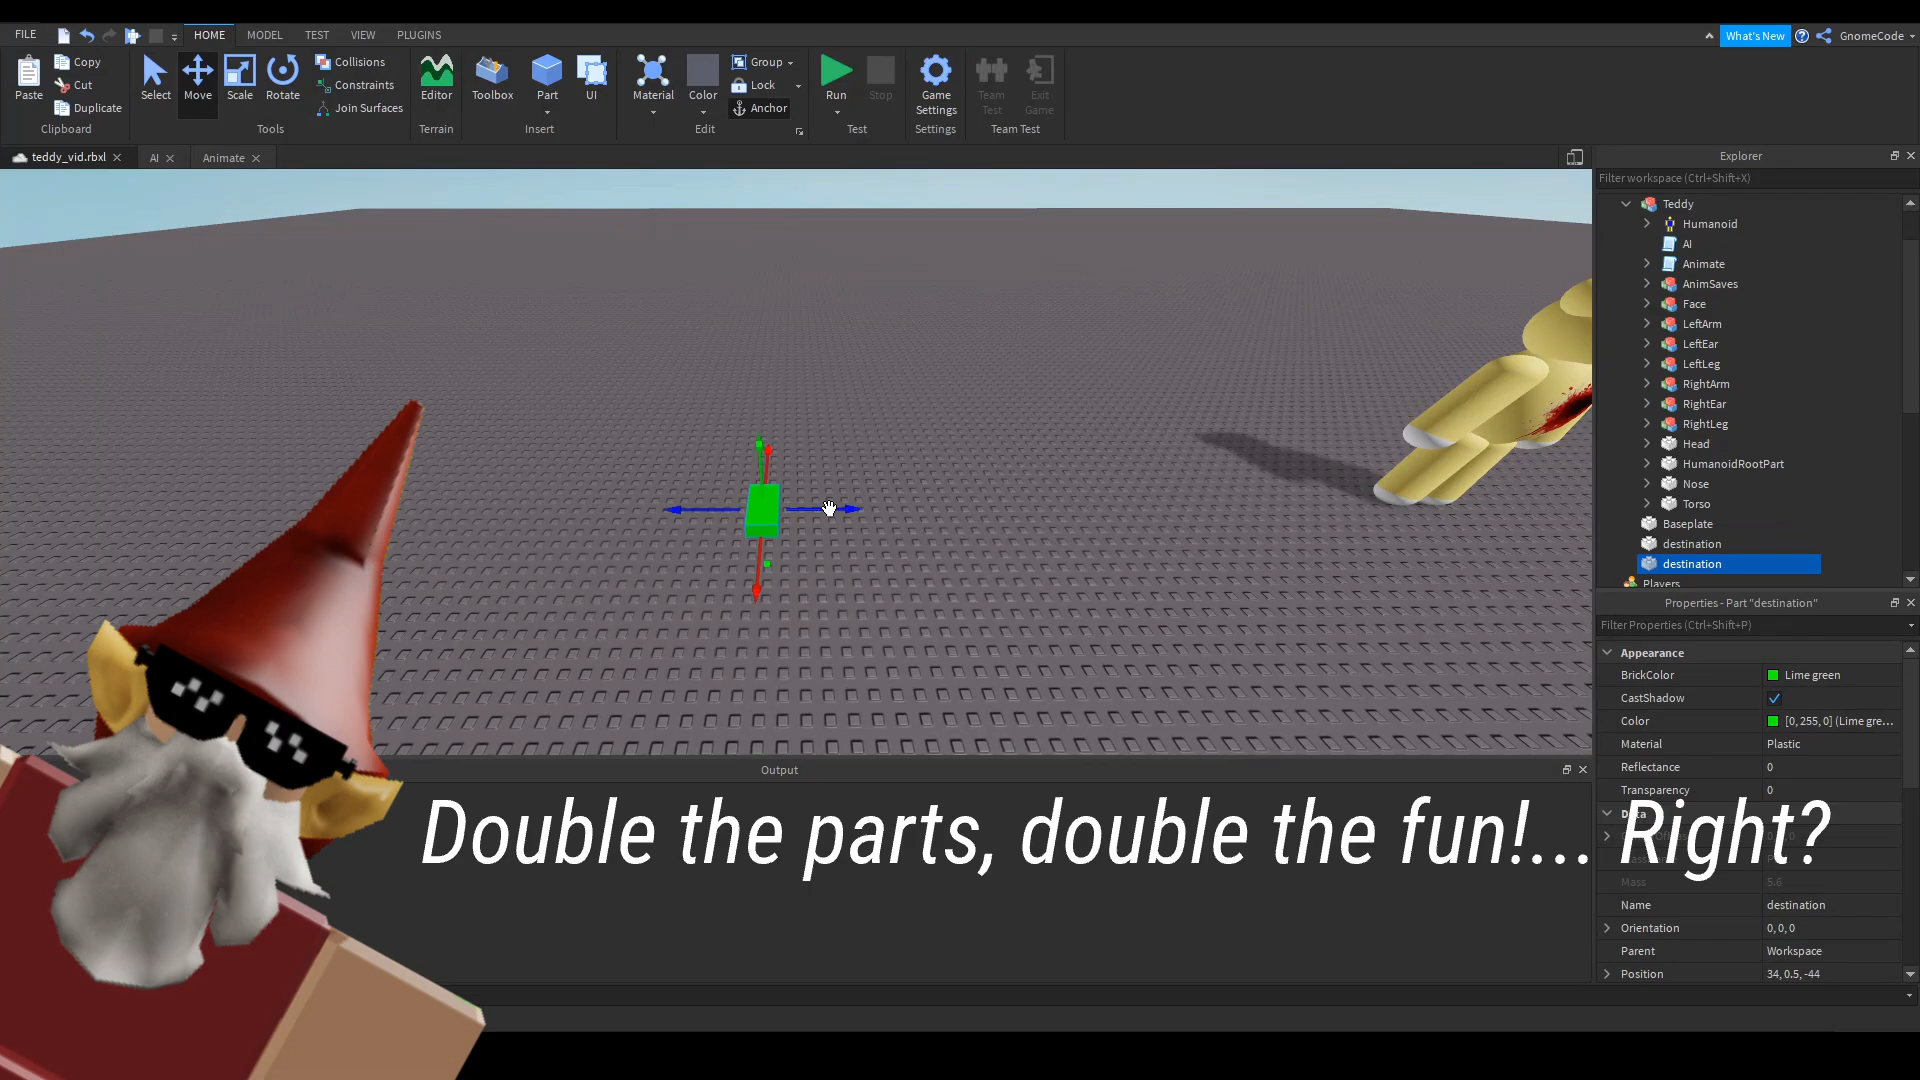 FILE HOME MODEL TEST VIEW PLUGINS What's New GnomeCode
Paste Copy Cut Duplicate Clipboard
Select Move Scale Rotate Collisions Constraints Join Surfaces Tools
Editor Terrain
Toolbox Part UI Insert
Material Color Group Lock Anchor Edit
Run Stop Test
Game Settings Settings
Team Test Exit Game Team Test
teddy_vid.rbxl AI Animate
Explorer
Filter workspace (Ctrl+Shift+X)
Teddy
Humanoid
AI
Animate
AnimSaves
Face
LeftArm
LeftEar
LeftLeg
RightArm
RightEar
RightLeg
Head
HumanoidRootPart
Nose
Torso
Baseplate
destination
destination
Players
Properties - Part "destination"
Filter Properties (Ctrl+Shift+P)
Appearance
BrickColor Lime green
CastShadow
Color [0, 255, 0] (Lime gre...
Material Plastic
Reflectance 0
Transparency 0
Data
Mass 5.6
Name destination
Orientation 0, 0, 0
Parent Workspace
Position 34, 0.5, -44
Output
Double the parts, double the fun!... Right?